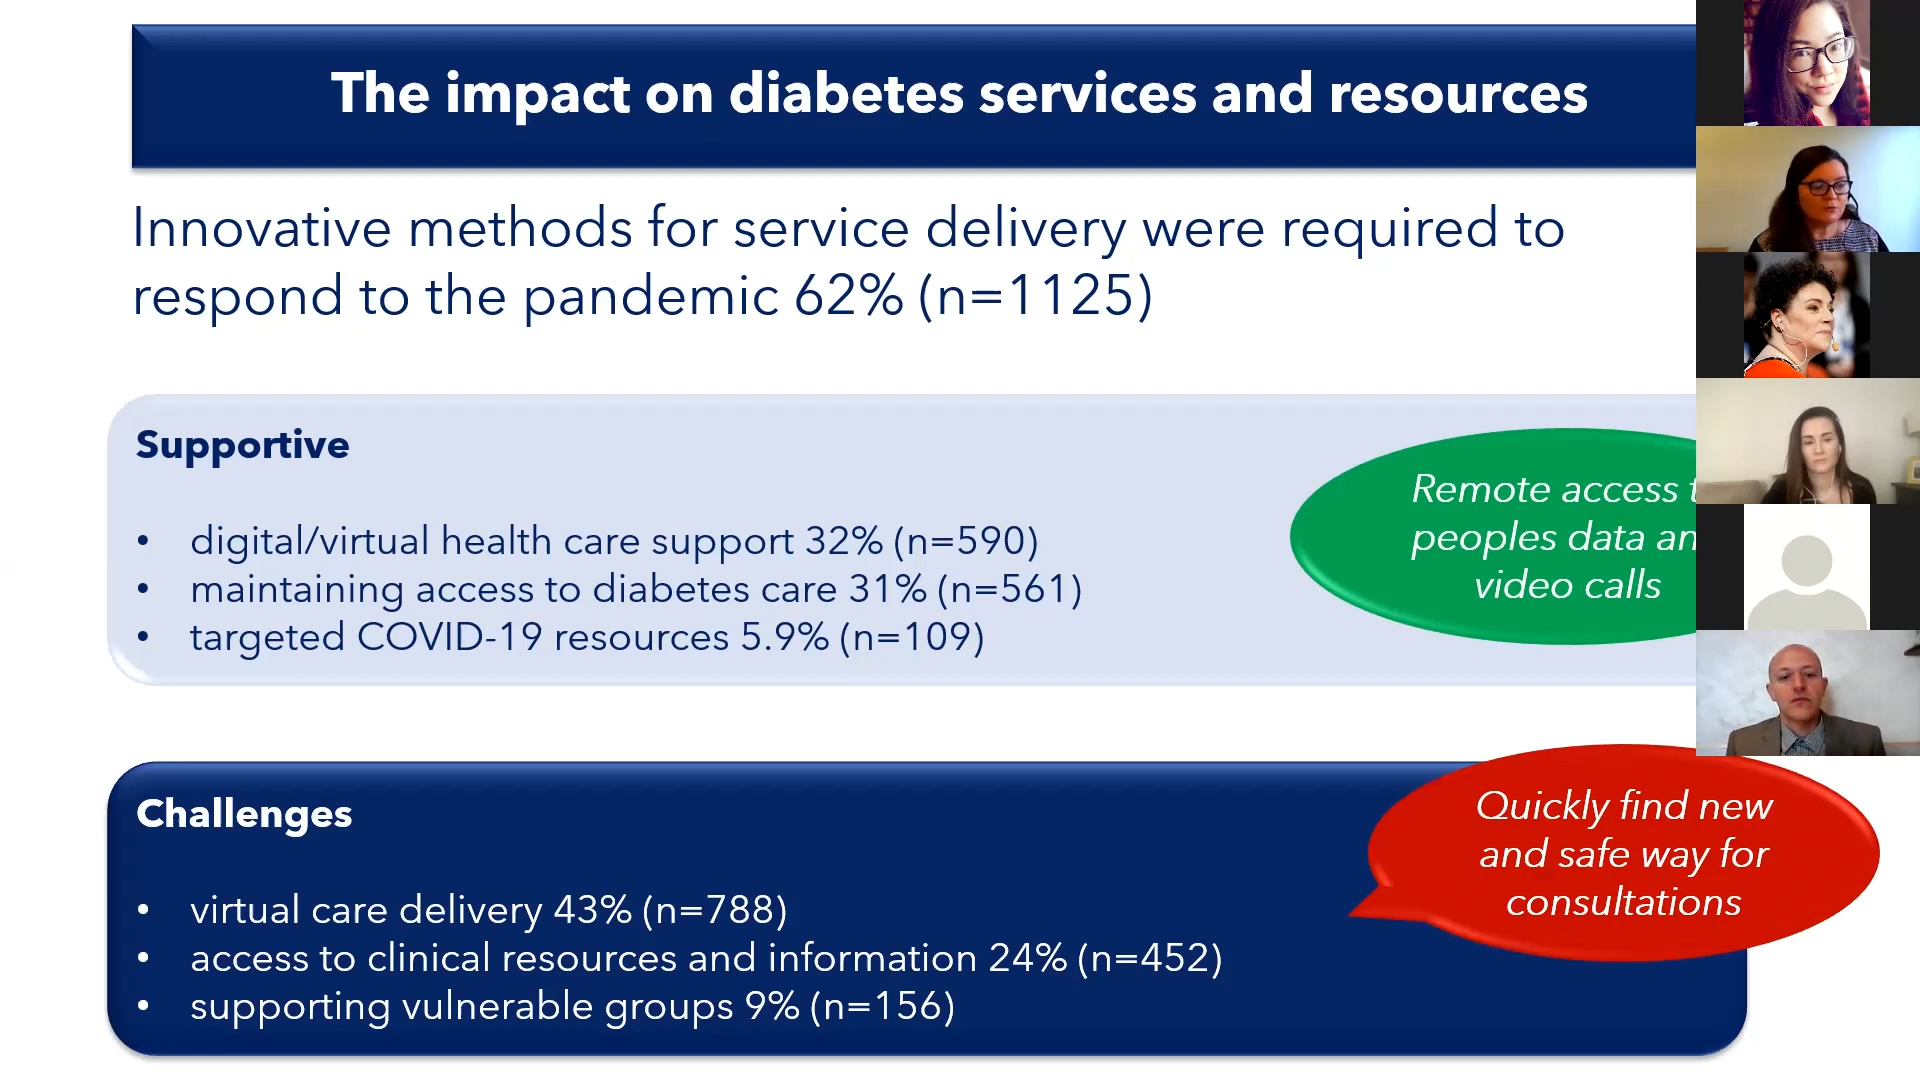 The impact on diabetes services and resources
Innovative methods for service delivery were required to
respond to the pandemic 62% (n=1125)
Supportive
• digital/virtual health care support 32% (n=590)
• maintaining access to diabetes care 31% (n=561)
• targeted COVID-19 resources 5.9% (n=109)
Remote access t
peoples data an
video calls
Challenges
• virtual care delivery 43% (n=788)
• access to clinical resources and information 24% (n=452)
• supporting vulnerable groups 9% (n=156)
Quickly find new
and safe way for
consultations